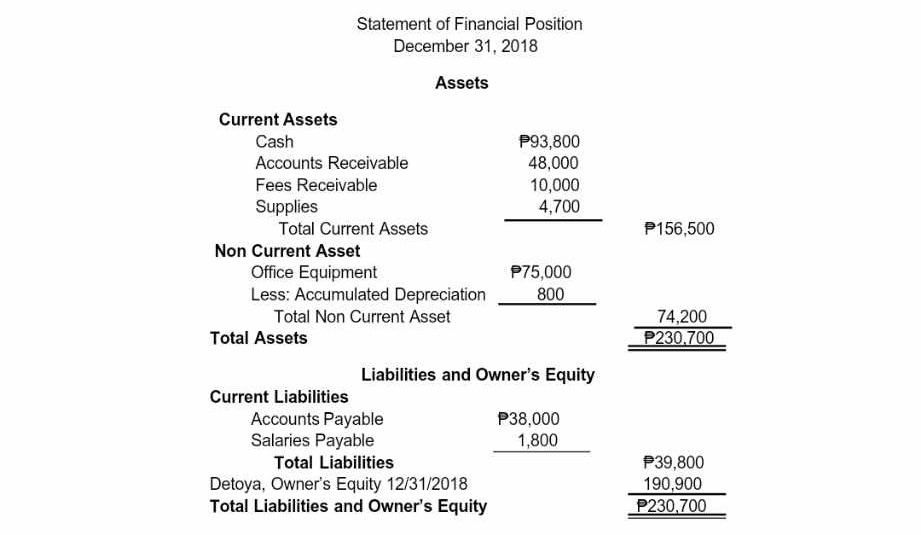 Statement of Financial Position
December 31, 2018
Assets
Current Assets
Cash ₱93,800
Accounts Receivable 48,000
Fees Receivable 10,000
Supplies 4,700
Total Current Assets ₱156,500
Non Current Asset
Office Equipment ₱75,000
Less: Accumulated Depreciation 800
Total Non Current Asset 74,200
Total Assets ₱230,700
Liabilities and Owner's Equity
Current Liabilities
Accounts Payable ₱38,000
Salaries Payable 1,800
Total Liabilities ₱39,800
Detoya, Owner's Equity 12/31/2018 190,900
Total Liabilities and Owner's Equity ₱230,700